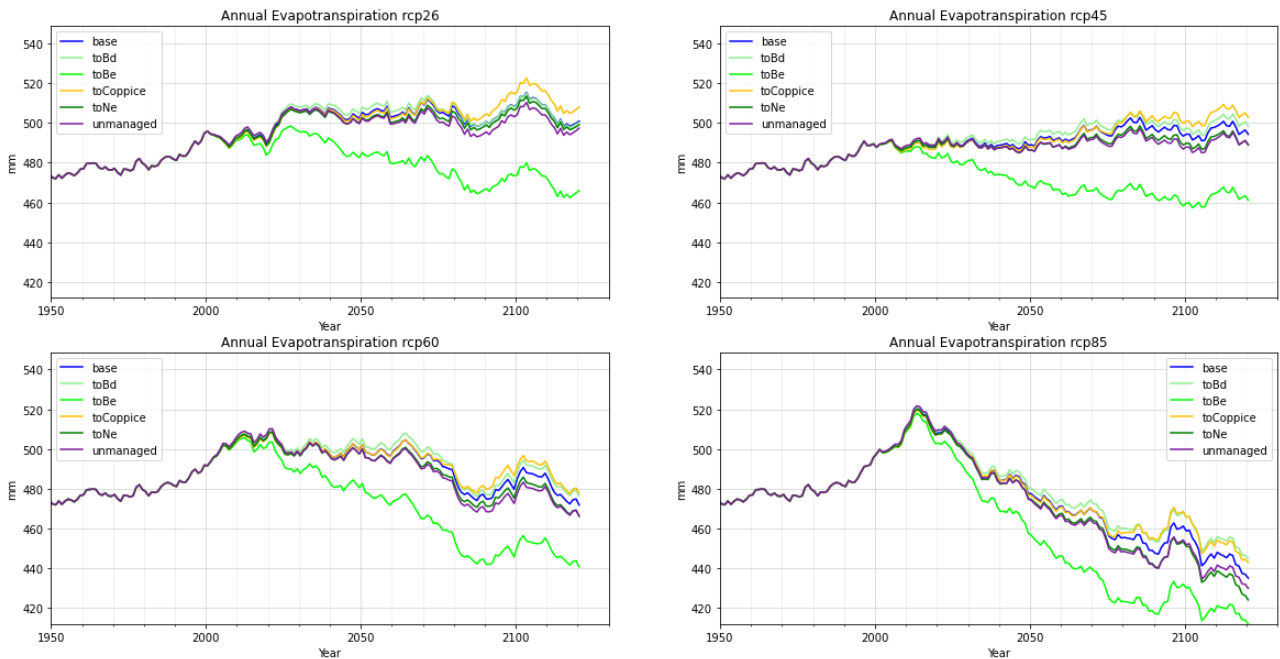 Annual Evapotranspiration rcp26
540
520
500
480
460
440
420
mm
base
toBd
toBe
toCoppice
toNe
unmanaged
1950
2000
2050
2100
Year
Annual Evapotranspiration rcp45
540
520
500
480
460
440
420
mm
base
toBd
toBe
toCoppice
toNe
unmanaged
1950
2000
2050
2100
Year
Annual Evapotranspiration rcp60
540
520
500
480
460
440
420
mm
base
toBd
toBe
toCoppice
toNe
unmanaged
1950
2000
2050
2100
Year
Annual Evapotranspiration rcp85
540
520
500
480
460
440
420
mm
base
toBd
toBe
toCoppice
toNe
unmanaged
1950
2000
2050
2100
Year